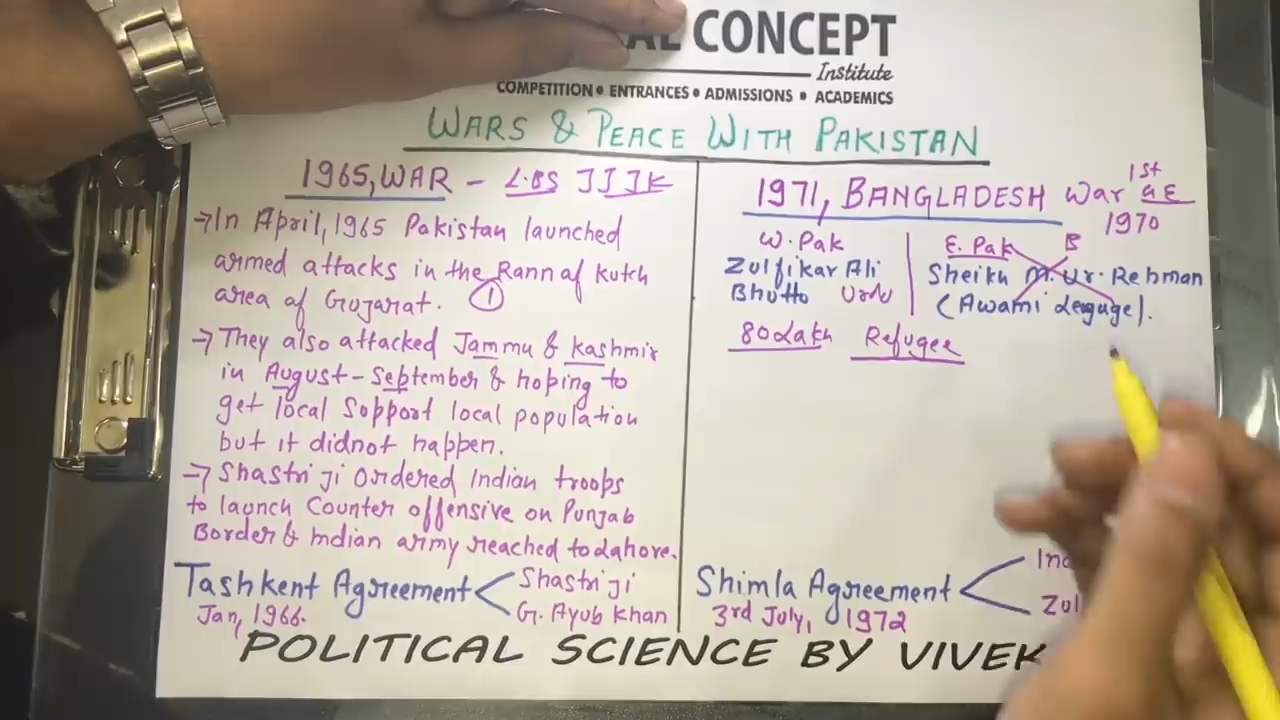 CONCEPT
Institute
COMPETITION • ENTRANCES • ADMISSIONS • ACADEMICS
WARS & PEACE WITH PAKISTAN
1965, WAR - L.BS JJJK
→ In April, 1965 Pakistan launched
armed attacks in the Rann of Kutch
area of Gujarat. 1
→ They also attacked Jammu & Kashmir
in August - September & hoping to
get local Support local population
but it didnot happen.
→ Shastri Ji Ordered Indian troops
to launch Counter offensive on Punjab
Border & Indian army reached to Lahore.
Tashkent Agreement
Shastri ji
G. Ayub Khan
Jan, 1966.
1971, BANGLADESH War 1st GE
1970
W. Pak
Zulfikar Ali
Bhutto Urdu
E. Pak B
Sheikh M. Ur. Rehman
(Awami Leaguge).
80 Lakh Refugee
Shimla Agreement
3rd July, 1972
POLITICAL SCIENCE BY VIVEK